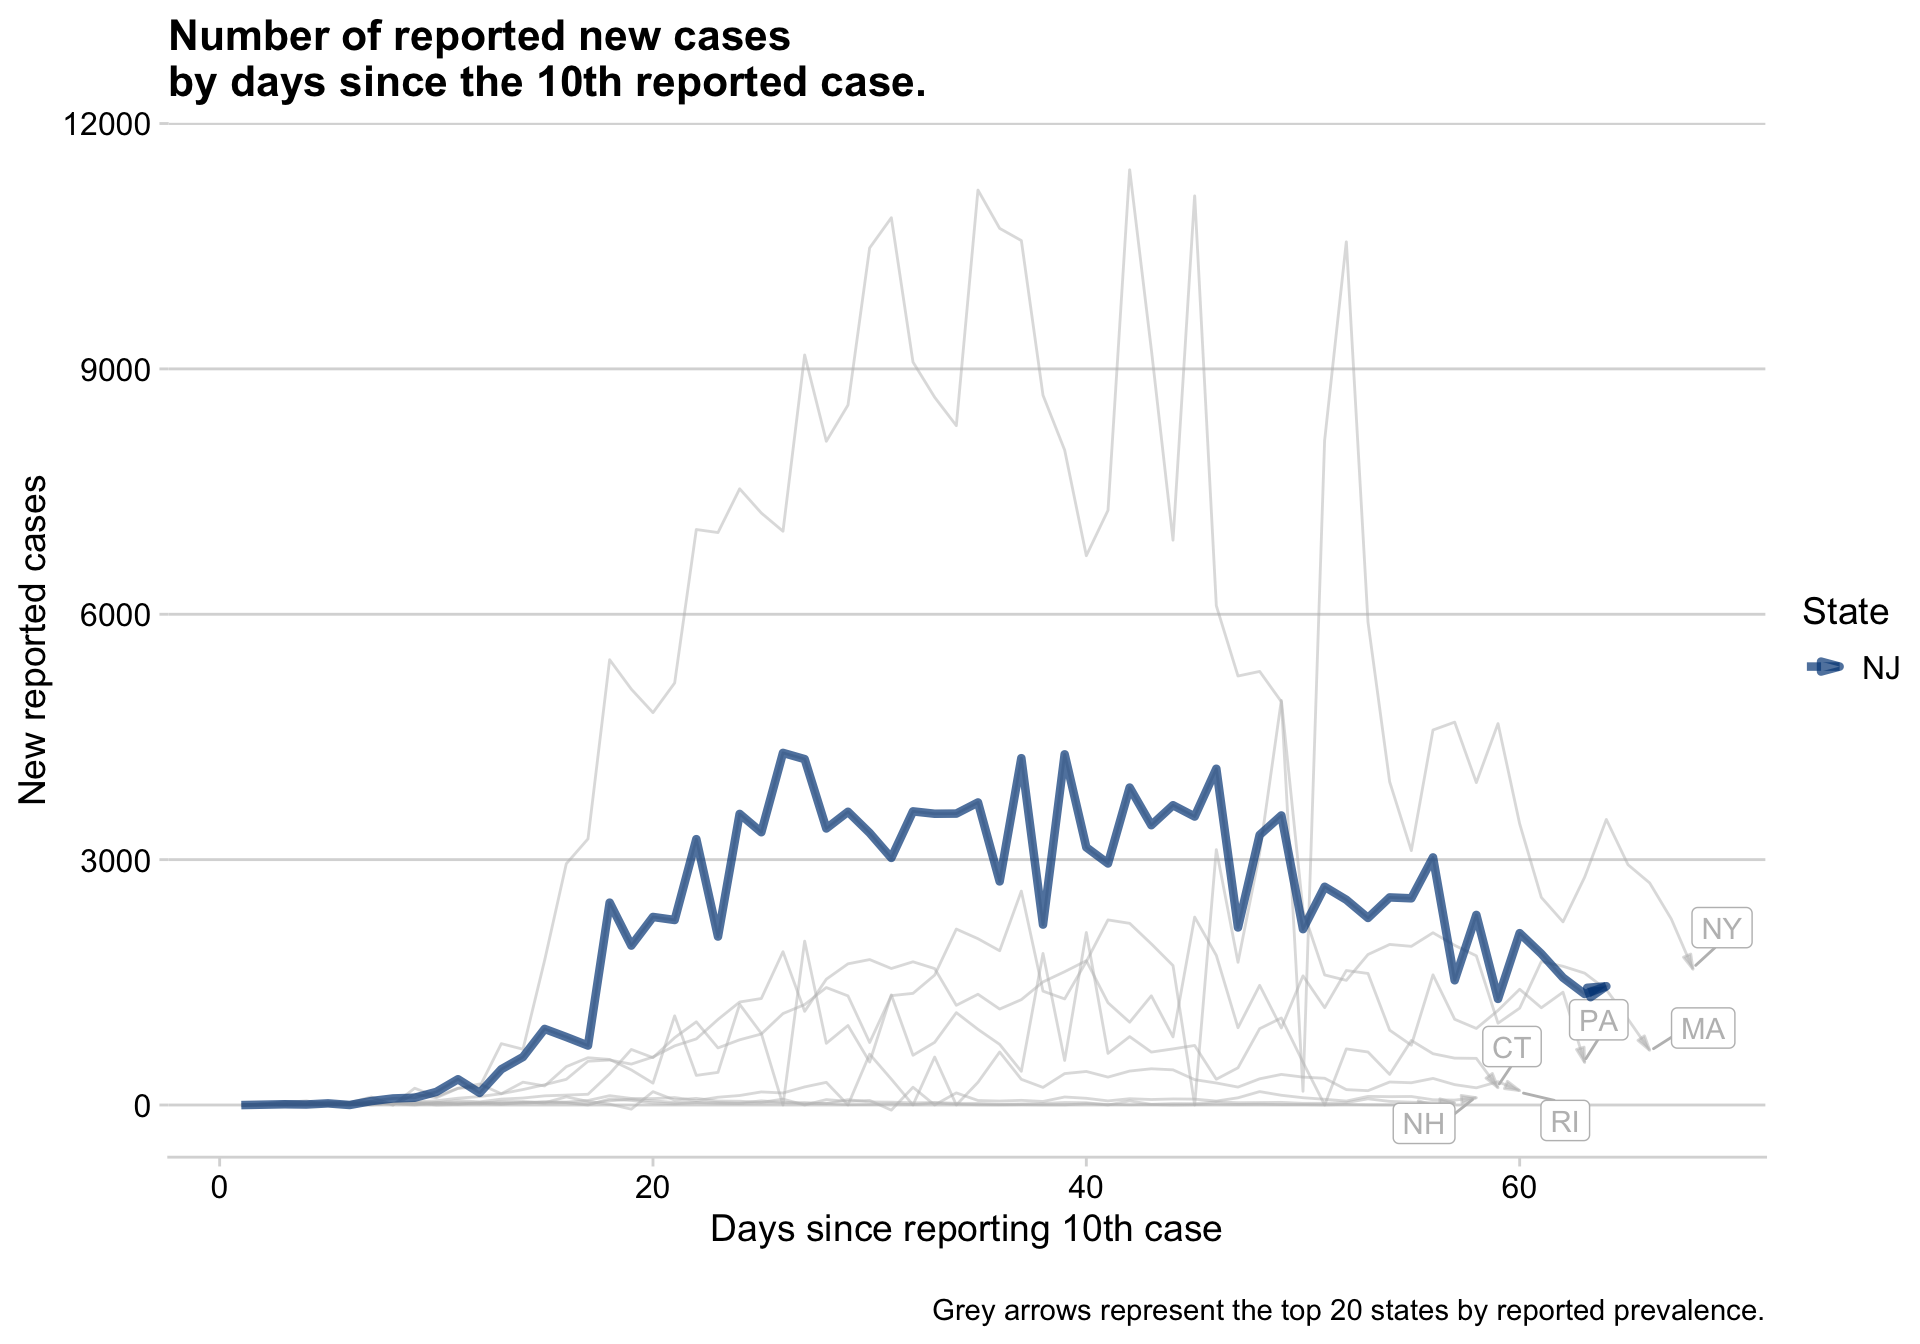 Number of reported new cases
by days since the 10th reported case.
12000
9000
6000
3000
0
New reported cases
State
NJ
NY
PA
MA
CT
NH
RI
0
20
40
60
Days since reporting 10th case
Grey arrows represent the top 20 states by reported prevalence.